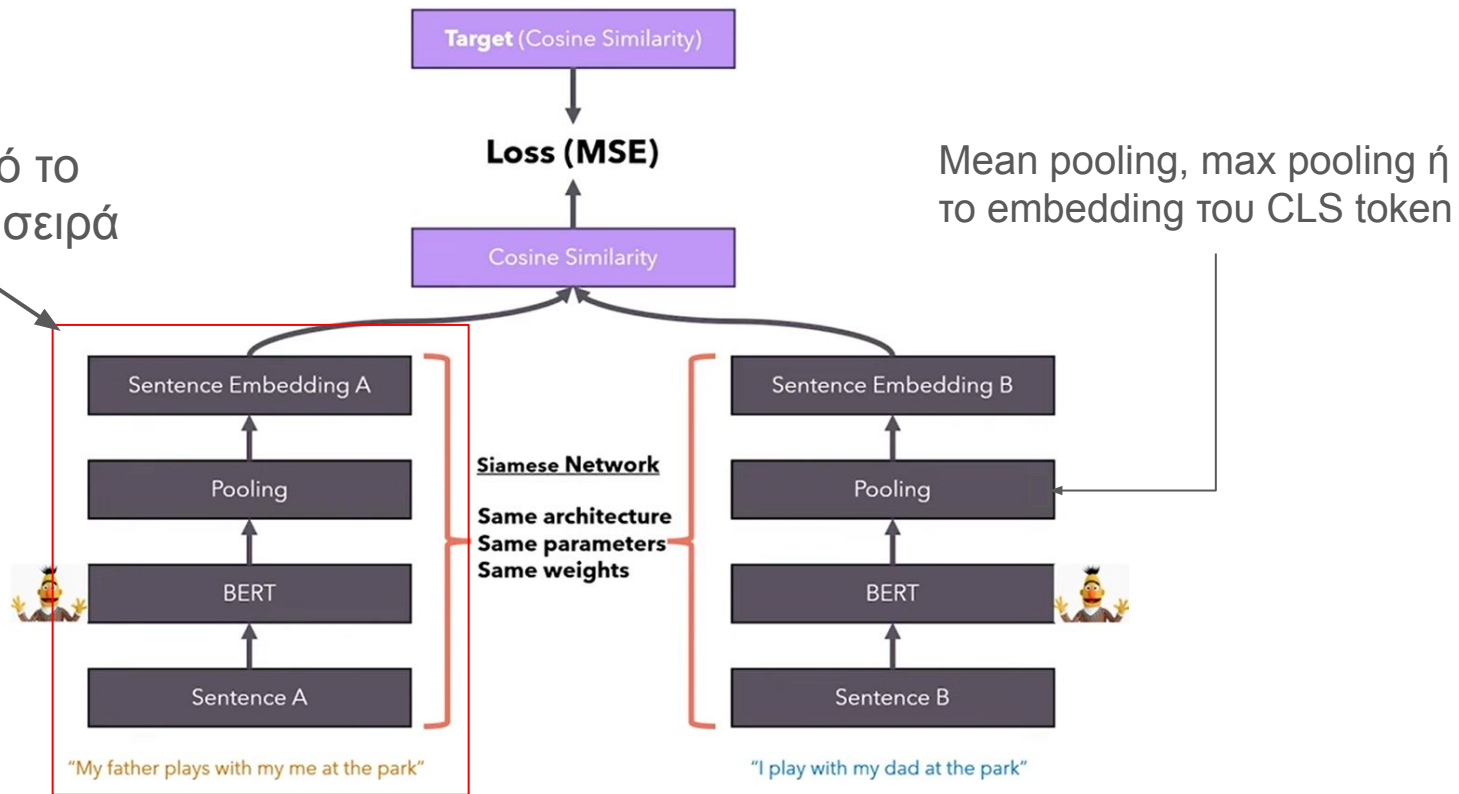 Target (Cosine Similarity)
Loss (MSE)
Cosine Similarity
το
σειρά
Mean pooling, max pooling ή
το embedding του CLS token
Sentence Embedding A
Pooling
BERT
Sentence A
"My father plays with my me at the park"
Siamese Network
Same architecture
Same parameters
Same weights
Sentence Embedding B
Pooling
BERT
Sentence B
"I play with my dad at the park"